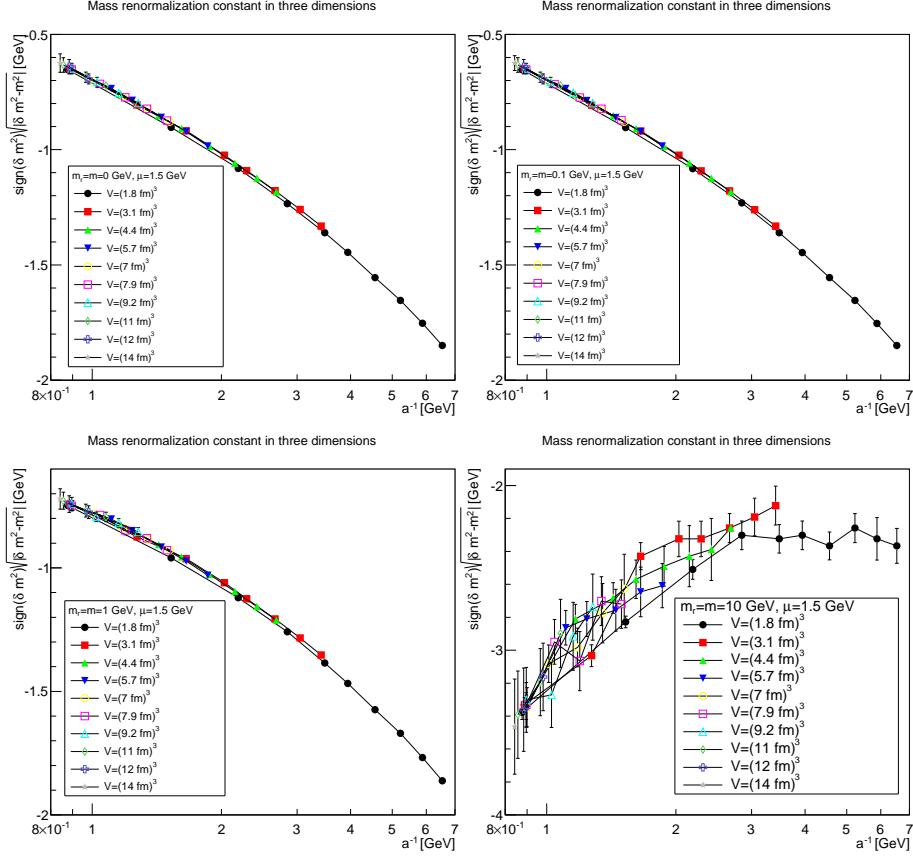 Mass renormalization constant in three dimensions
sign(δ m²)√|δ m²-m²| [GeV]
-0.5
-1
-1.5
-2
m_r=m=0 GeV, μ=1.5 GeV
V=(1.8 fm)³
V=(3.1 fm)³
V=(4.4 fm)³
V=(5.7 fm)³
V=(7 fm)³
V=(7.9 fm)³
V=(9.2 fm)³
V=(11 fm)³
V=(12 fm)³
V=(14 fm)³
8×10⁻¹ 1 2 3 4 5 6 7
a⁻¹ [GeV]
Mass renormalization constant in three dimensions
sign(δ m²)√|δ m²-m²| [GeV]
-0.5
-1
-1.5
-2
m_r=m=0.1 GeV, μ=1.5 GeV
V=(1.8 fm)³
V=(3.1 fm)³
V=(4.4 fm)³
V=(5.7 fm)³
V=(7 fm)³
V=(7.9 fm)³
V=(9.2 fm)³
V=(11 fm)³
V=(12 fm)³
V=(14 fm)³
8×10⁻¹ 1 2 3 4 5 6 7
a⁻¹ [GeV]
Mass renormalization constant in three dimensions
sign(δ m²)√|δ m²-m²| [GeV]
-1
-1.5
-2
m_r=m=1 GeV, μ=1.5 GeV
V=(1.8 fm)³
V=(3.1 fm)³
V=(4.4 fm)³
V=(5.7 fm)³
V=(7 fm)³
V=(7.9 fm)³
V=(9.2 fm)³
V=(11 fm)³
V=(12 fm)³
V=(14 fm)³
8×10⁻¹ 1 2 3 4 5 6 7
a⁻¹ [GeV]
Mass renormalization constant in three dimensions
sign(δ m²)√|δ m²-m²| [GeV]
-2
-3
-4
m_r=m=10 GeV, μ=1.5 GeV
V=(1.8 fm)³
V=(3.1 fm)³
V=(4.4 fm)³
V=(5.7 fm)³
V=(7 fm)³
V=(7.9 fm)³
V=(9.2 fm)³
V=(11 fm)³
V=(12 fm)³
V=(14 fm)³
8×10⁻¹ 1 2 3 4 5 6 7
a⁻¹ [GeV]